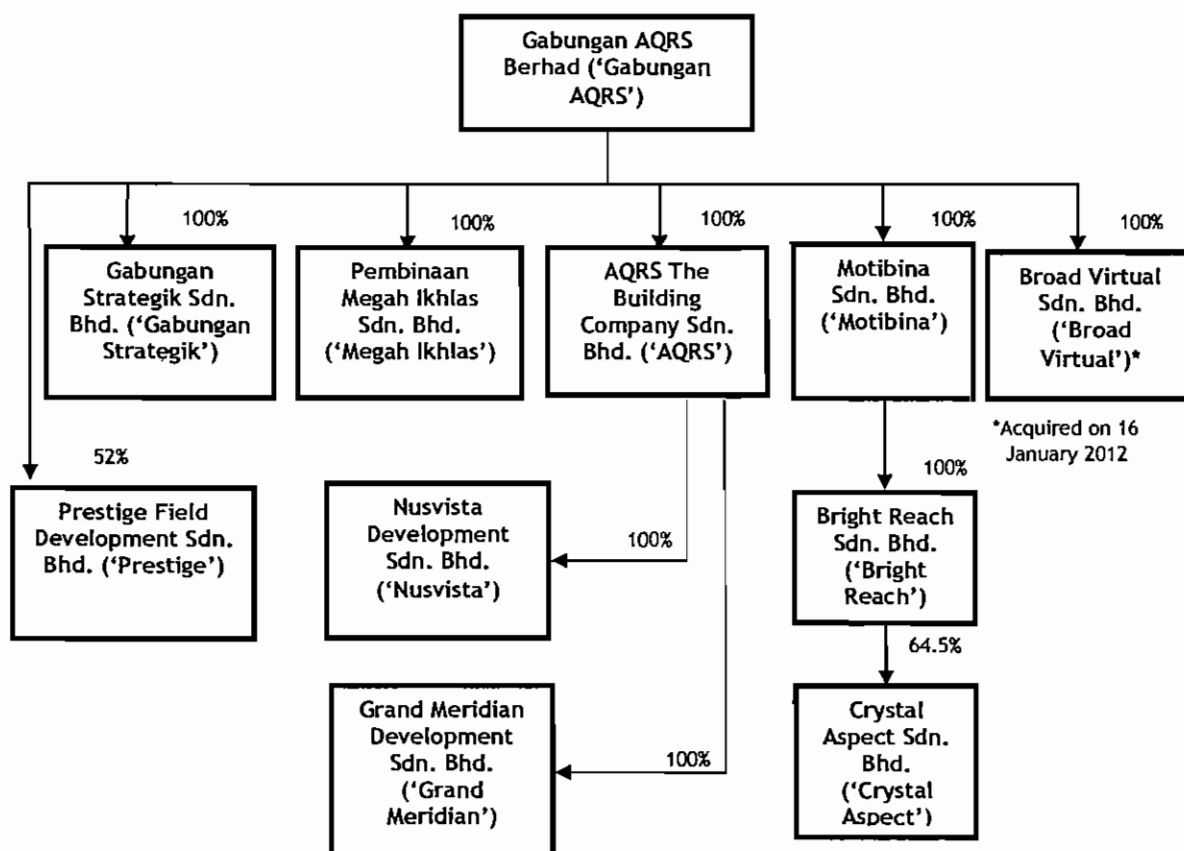 Gabungan AQRS
Berhad (‘Gabungan
AQRS’)
100%
100%
100%
100%
100%
Gabungan
Strategik Sdn.
Bhd. (‘Gabungan
Strategik’)
Pembinaan
Megah Ikhlas
Sdn. Bhd.
(‘Megah Ikhlas’)
AQRS The
Building
Company Sdn.
Bhd. (‘AQRS’)
Motibina
Sdn. Bhd.
(‘Motibina’)
Broad Virtual
Sdn. Bhd.
(‘Broad
Virtual’)*
*Acquired on 16
January 2012
52%
Prestige Field
Development Sdn.
Bhd. (‘Prestige’)
Nusvista
Development
Sdn. Bhd.
(‘Nusvista’)
100%
100%
Bright Reach
Sdn. Bhd.
(‘Bright
Reach’)
64.5%
Grand Meridian
Development
Sdn. Bhd.
(‘Grand
Meridian’)
100%
Crystal
Aspect Sdn.
Bhd.
(‘Crystal
Aspect’)